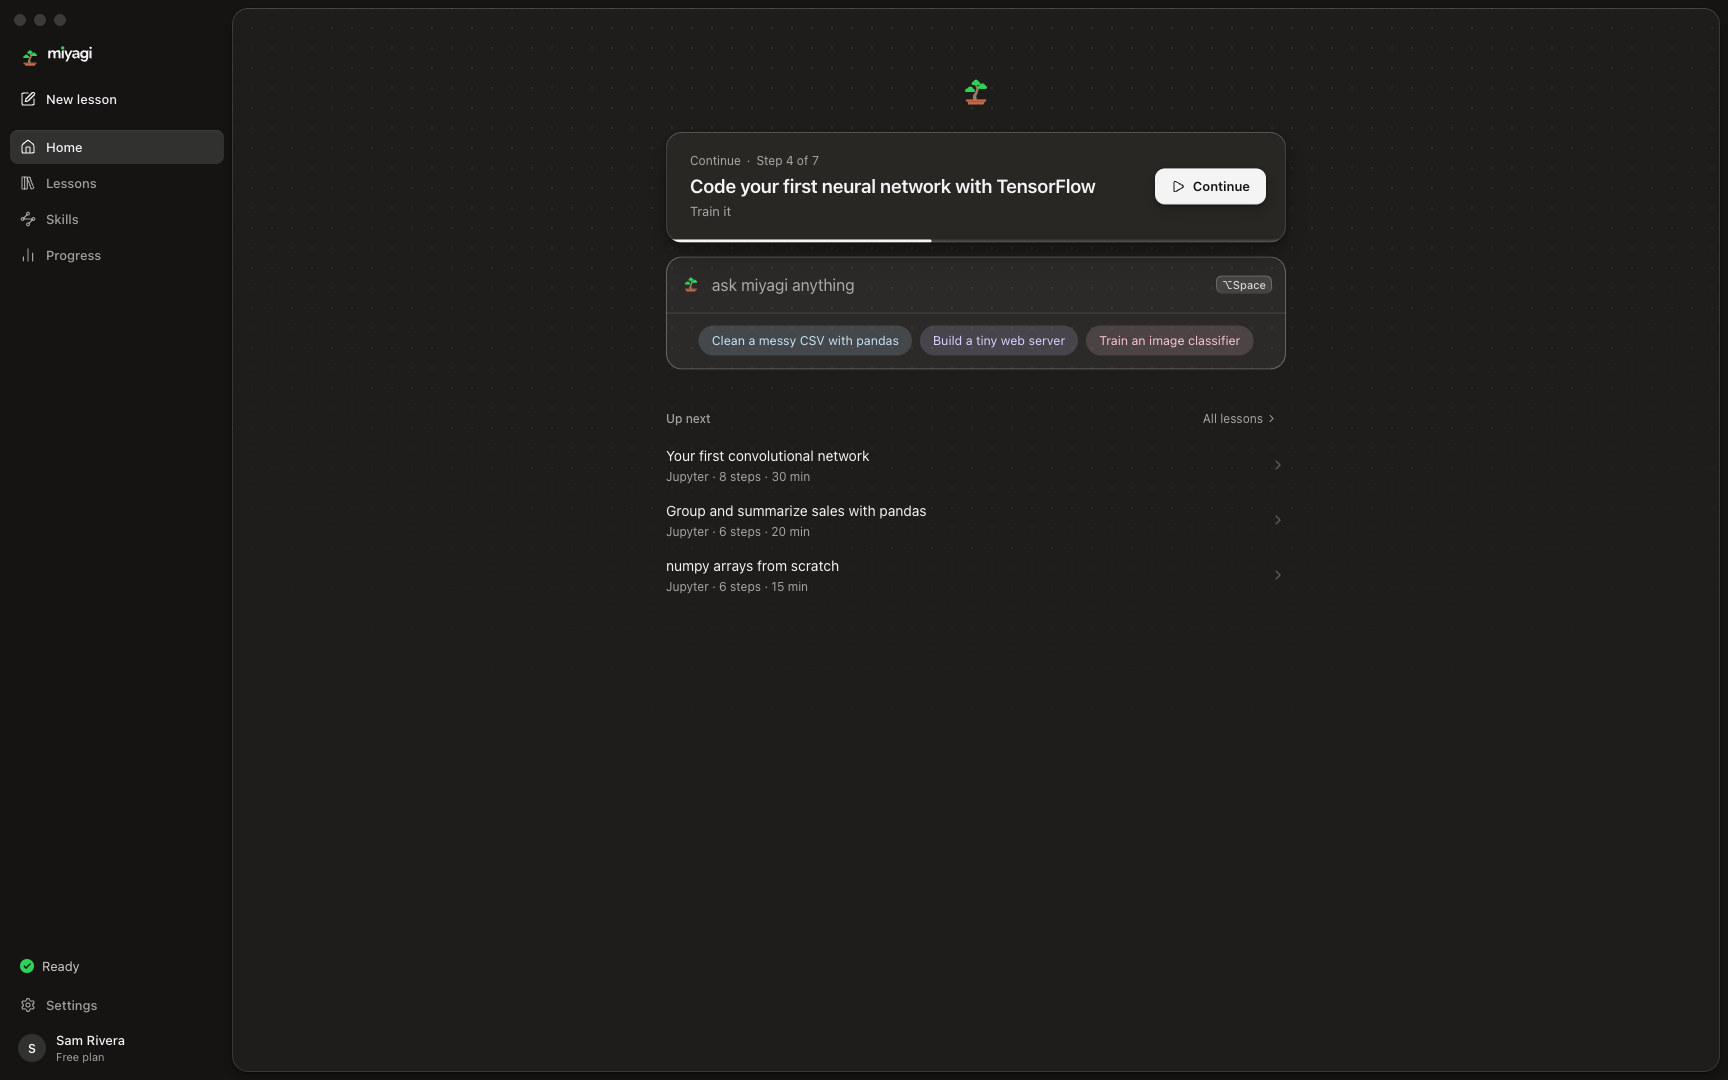 miyagi
New lesson
Home
Lessons
Skills
Progress
Ready
Settings
S
Sam Rivera
Free plan
Continue · Step 4 of 7
Code your first neural network with TensorFlow
Train it
Continue
ask miyagi anything
⌥Space
Clean a messy CSV with pandas
Build a tiny web server
Train an image classifier
Up next
All lessons
Your first convolutional network
Jupyter · 8 steps · 30 min
Group and summarize sales with pandas
Jupyter · 6 steps · 20 min
numpy arrays from scratch
Jupyter · 6 steps · 15 min